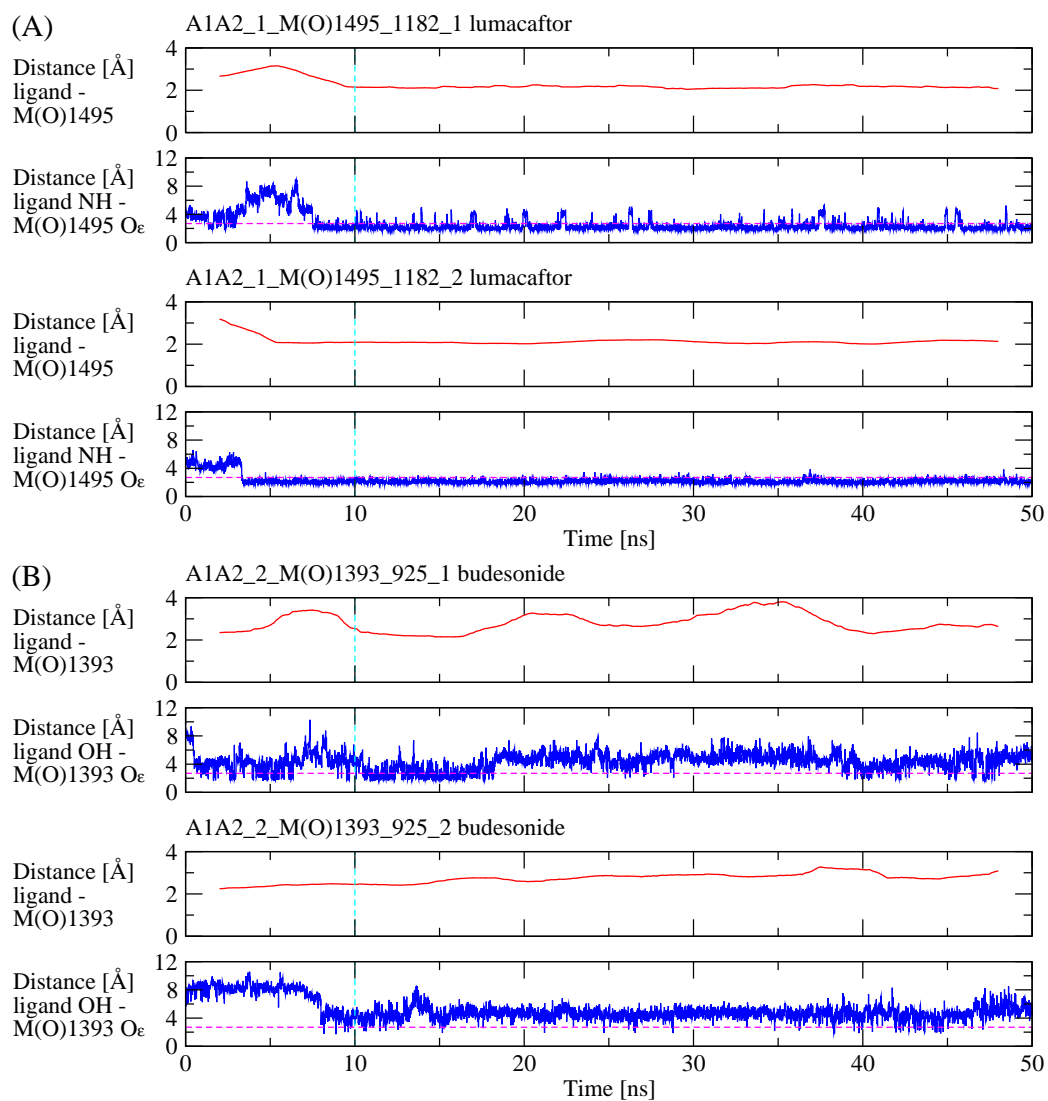 (A)
A1A2_1_M(O)1495_1182_1 lumacaftor
Distance [Å]
ligand -
M(O)1495
4
2
0
Distance [Å]
ligand NH -
M(O)1495 Oε
12
8
4
0
A1A2_1_M(O)1495_1182_2 lumacaftor
Distance [Å]
ligand -
M(O)1495
4
2
0
Distance [Å]
ligand NH -
M(O)1495 Oε
12
8
4
0
0 10 20 30 40 50
Time [ns]
(B)
A1A2_2_M(O)1393_925_1 budesonide
Distance [Å]
ligand -
M(O)1393
4
2
0
Distance [Å]
ligand OH -
M(O)1393 Oε
12
8
4
0
A1A2_2_M(O)1393_925_2 budesonide
Distance [Å]
ligand -
M(O)1393
4
2
0
Distance [Å]
ligand OH -
M(O)1393 Oε
12
8
4
0
0 10 20 30 40 50
Time [ns]